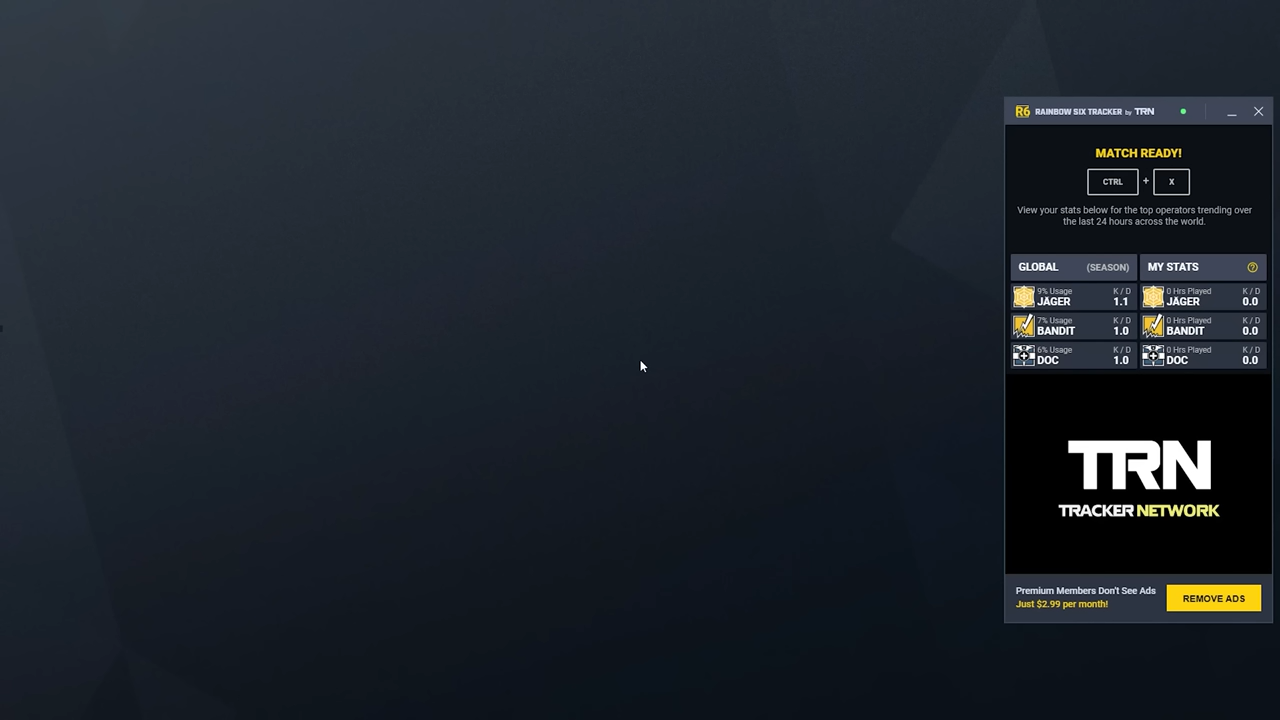 R6 RAINBOW SIX TRACKER by TRN
MATCH READY!
CTRL + X
View your stats below for the top operators trending over
the last 24 hours across the world.
GLOBAL (SEASON) MY STATS ?
9% Usage K / D 0 Hrs Played K / D
JÄGER 1.1 JÄGER 0.0
7% Usage K / D 0 Hrs Played K / D
BANDIT 1.0 BANDIT 0.0
6% Usage K / D 0 Hrs Played K / D
DOC 1.0 DOC 0.0
TRN
TRACKER NETWORK
Premium Members Don't See Ads
Just $2.99 per month!
REMOVE ADS